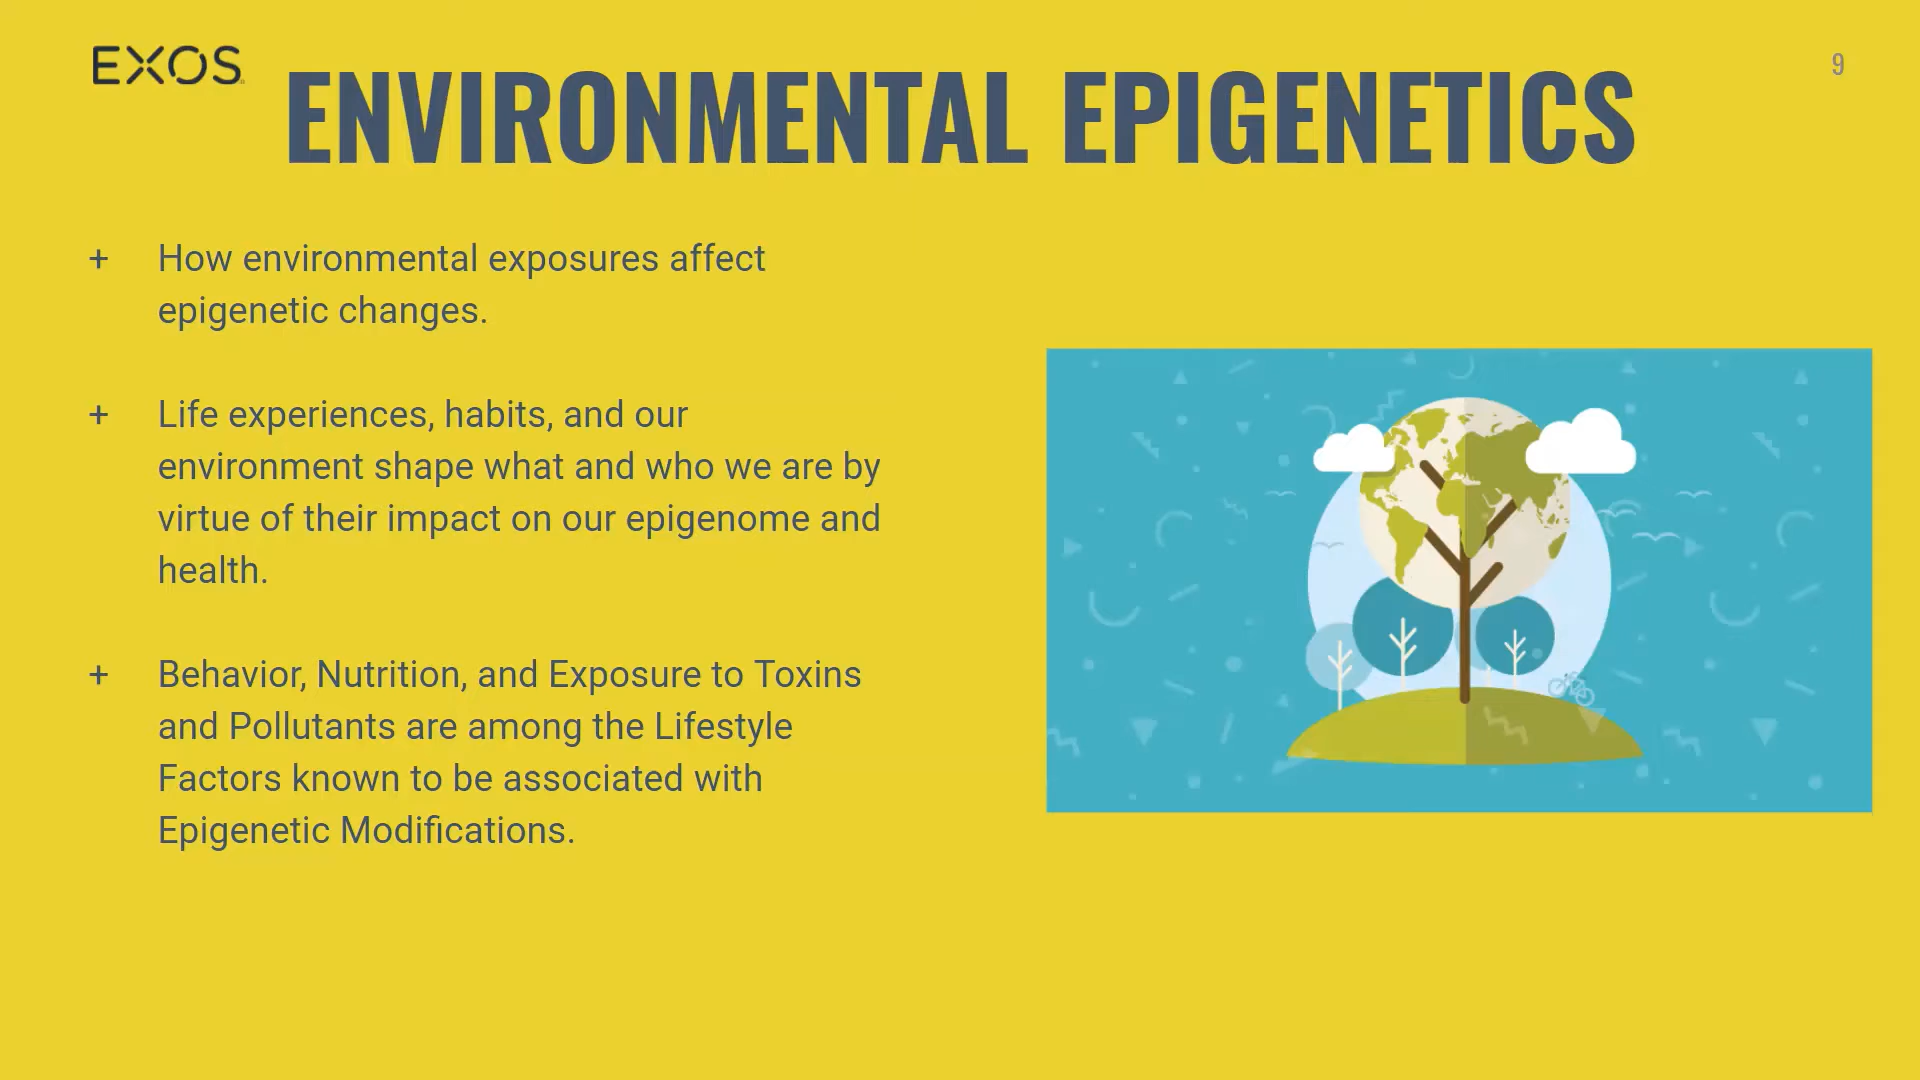 EXOS
9
ENVIRONMENTAL EPIGENETICS
+ How environmental exposures affect
epigenetic changes.
+ Life experiences, habits, and our
environment shape what and who we are by
virtue of their impact on our epigenome and
health.
+ Behavior, Nutrition, and Exposure to Toxins
and Pollutants are among the Lifestyle
Factors known to be associated with
Epigenetic Modifications.